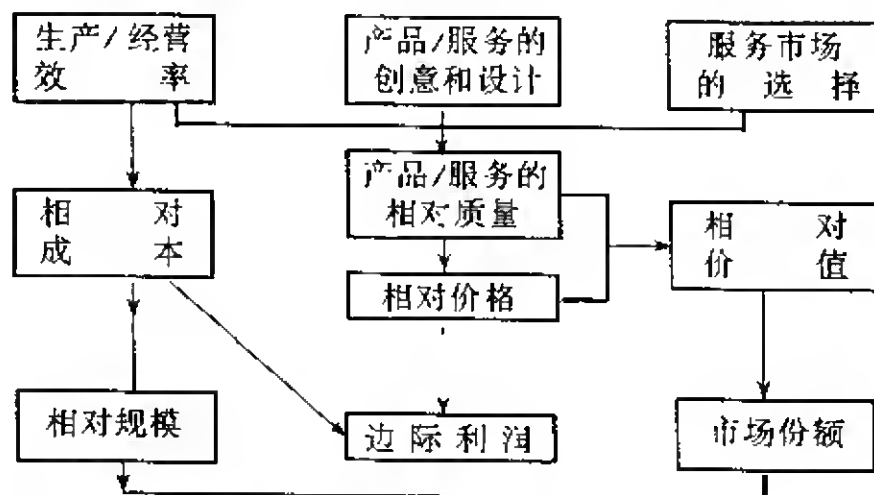 生产/经营
效率
产品/服务的
创意和设计
服务市场
的选择
产品/服务的
相对质量
相对
成本
相对
价值
相对价格
相对规模
边际利润
市场份额